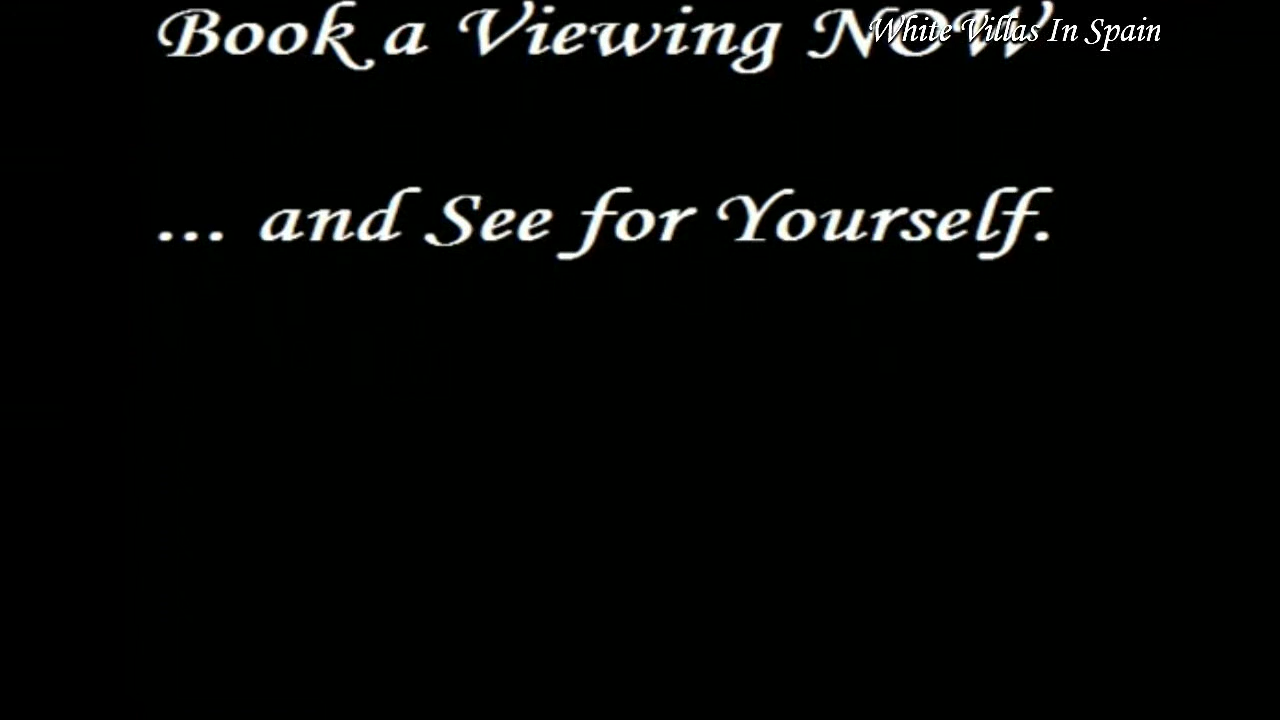 Book a Viewing NOW
White Villas In Spain
... and See for Yourself.